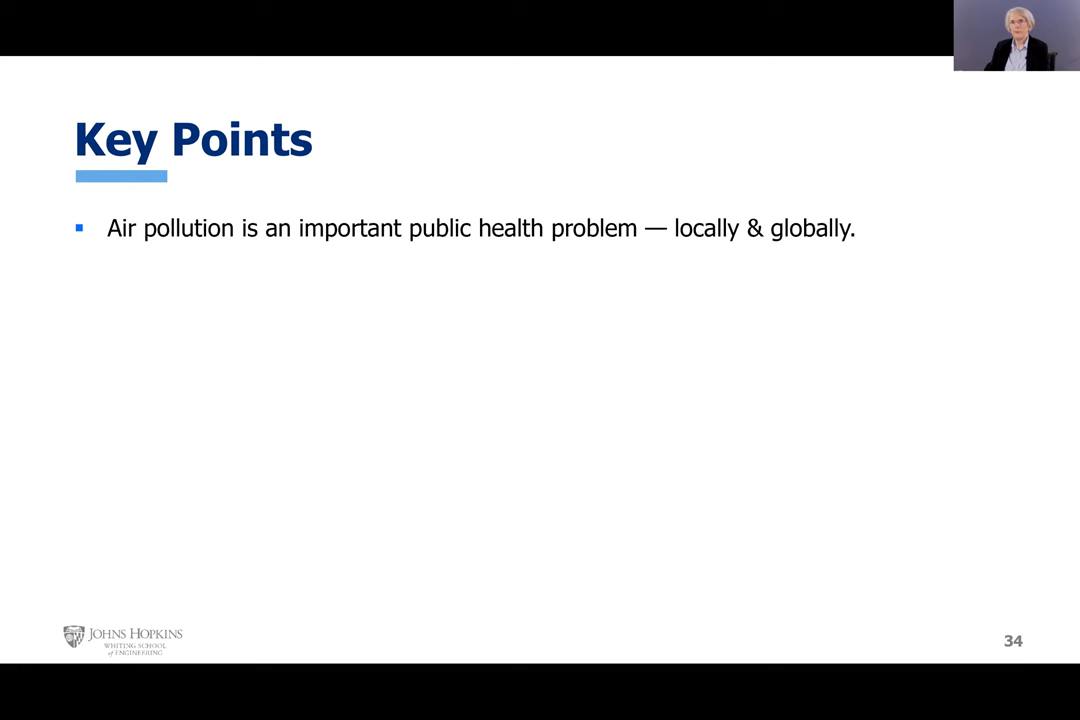 Key Points
▪ Air pollution is an important public health problem — locally & globally.
JOHNS HOPKINS
WHITING SCHOOL
of ENGINEERING
34